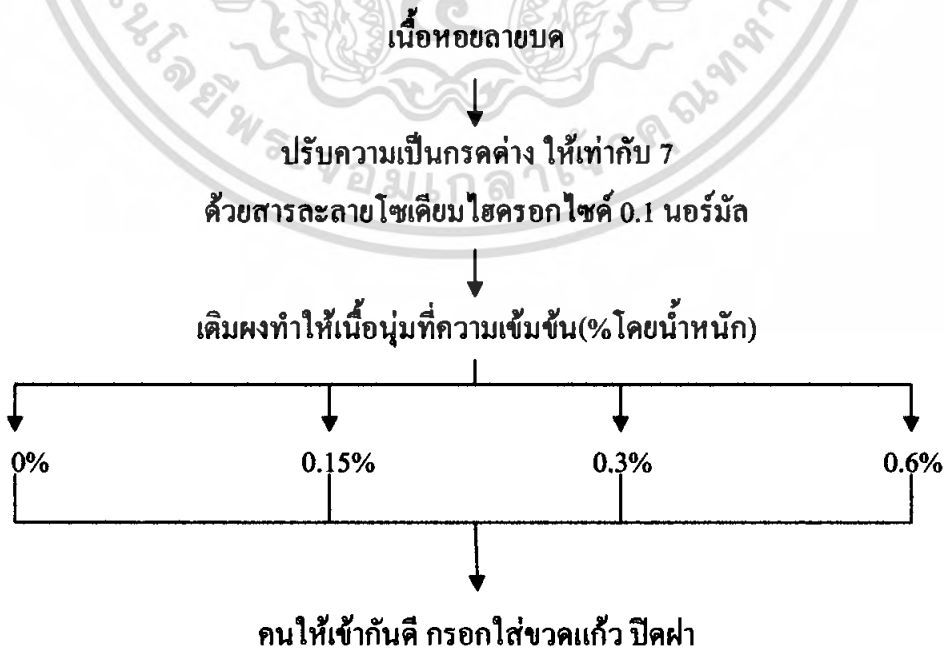 เนื้อหอยลายบด
ปรับความเป็นกรดด่าง ให้เท่ากับ 7
ด้วยสารละลายโซเดียมไฮดรอกไซด์ 0.1 นอร์มัล
เติมผงทำให้เนื้อนุ่มที่ความเข้มข้น(%โดยน้ำหนัก)
0% 0.15% 0.3% 0.6%
คนให้เข้ากันดี กรอกใส่ขวดแก้ว ปิดฝา